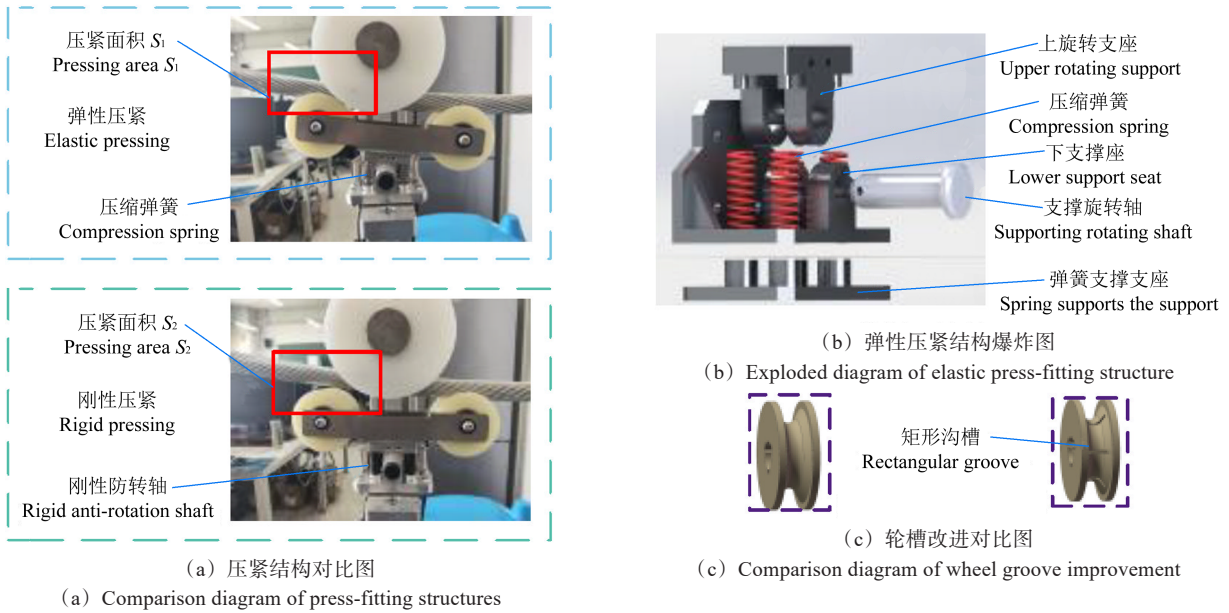 压紧面积 S₁
Pressing area S₁
弹性压紧
Elastic pressing
压缩弹簧
Compression spring
压紧面积 S₂
Pressing area S₂
刚性压紧
Rigid pressing
刚性防转轴
Rigid anti-rotation shaft
（a）压紧结构对比图
（a）Comparison diagram of press-fitting structures
上旋转支座
Upper rotating support
压缩弹簧
Compression spring
下支撑座
Lower support seat
支撑旋转轴
Supporting rotating shaft
弹簧支撑支座
Spring supports the support
（b）弹性压紧结构爆炸图
（b）Exploded diagram of elastic press-fitting structure
矩形沟槽
Rectangular groove
（c）轮槽改进对比图
（c）Comparison diagram of wheel groove improvement